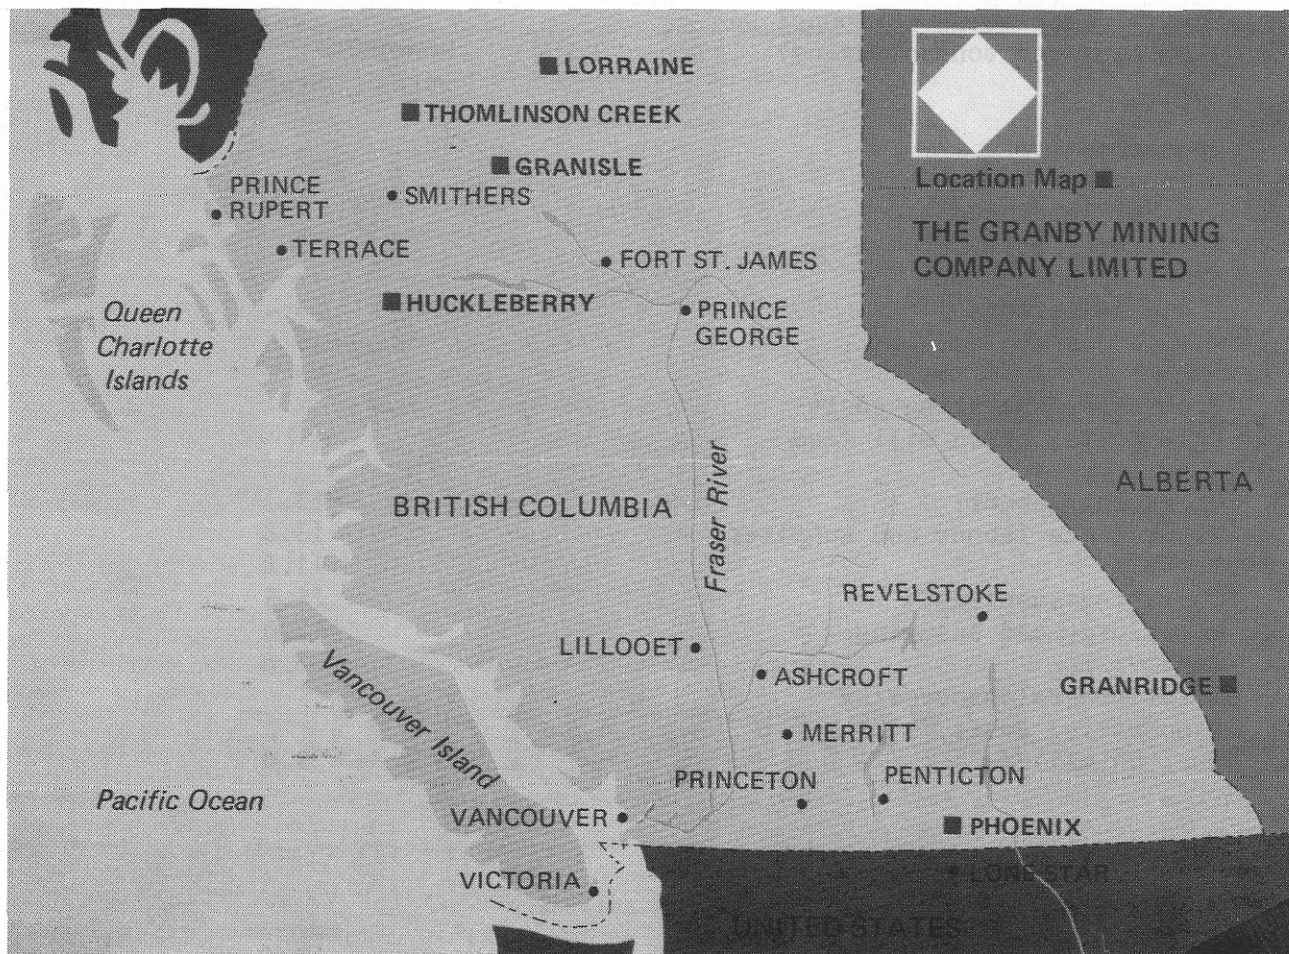 LORRAINE
THOMLINSON CREEK
GRANISLE
Location Map
PRINCE
RUPERT
SMITHERS
THE GRANBY MINING
COMPANY LIMITED
TERRACE
FORT ST. JAMES
HUCKLEBERRY
PRINCE
GEORGE
Queen
Charlotte
Islands
ALBERTA
BRITISH COLUMBIA
Fraser River
REVELSTOKE
LILLOOET
ASHCROFT
GRANRIDGE
Vancouver Island
MERRITT
PRINCETON
PENTICTON
Pacific Ocean
VANCOUVER
PHOENIX
LONE STAR
VICTORIA
UNITED STATES